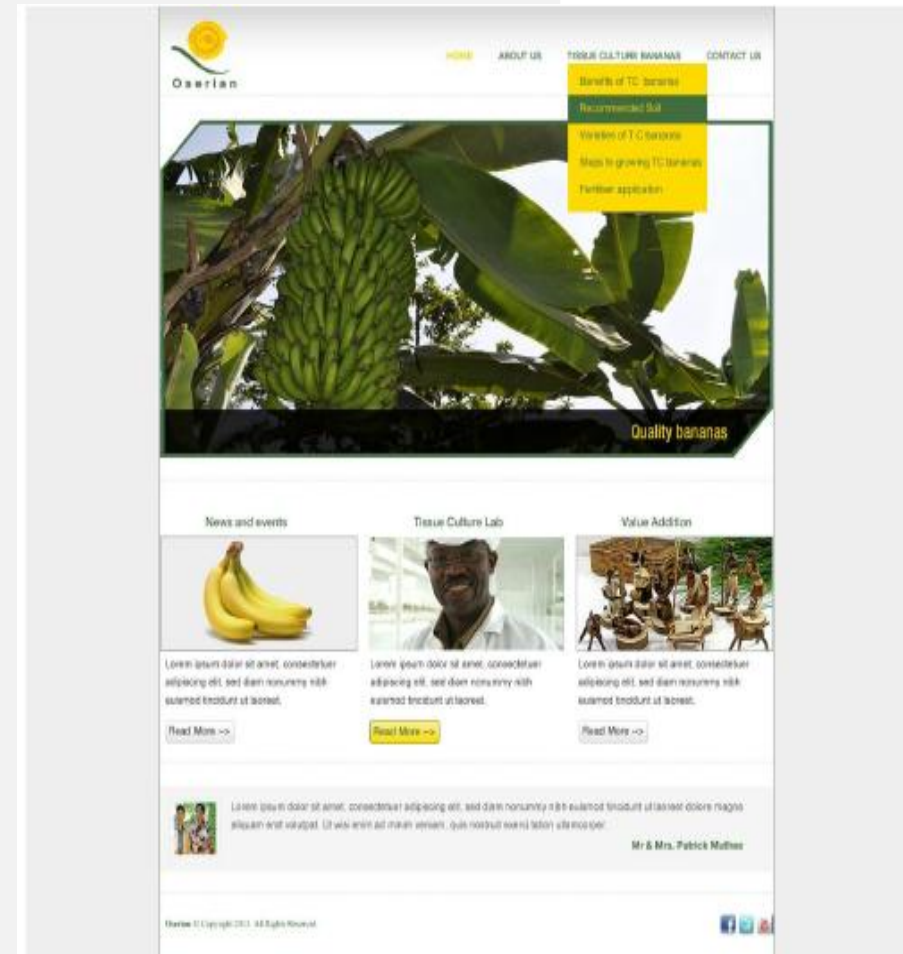 Oserian
HOME ABOUT US TISSUE CULTURE BANANAS CONTACT US
Benefits of TC bananas
Recommended Soil
Varieties of T C bananas
Steps to growing TC bananas
Fertiliser application
Quality bananas
News and events
Lorem ipsum dolor sit amet, consectetuer
adipiscing elit, sed diam nonummy nibh
euismod tincidunt ut laoreet.
Read More -->
Tissue Culture Lab
Lorem ipsum dolor sit amet, consectetuer
adipiscing elit, sed diam nonummy nibh
euismod tincidunt ut laoreet.
Read More -->
Value Addition
Lorem ipsum dolor sit amet, consectetuer
adipiscing elit, sed diam nonummy nibh
euismod tincidunt ut laoreet.
Read More -->
Lorem ipsum dolor sit amet, consectetuer adipiscing elit, sed diam nonummy nibh euismod tincidunt ut laoreet dolore magna
aliquam erat volutpat. Ut wisi enim ad minim veniam, quis nostrud exerci tation ullamcorper.
Mr & Mrs. Patrick
Oserian © Copyright All Rights Reserved